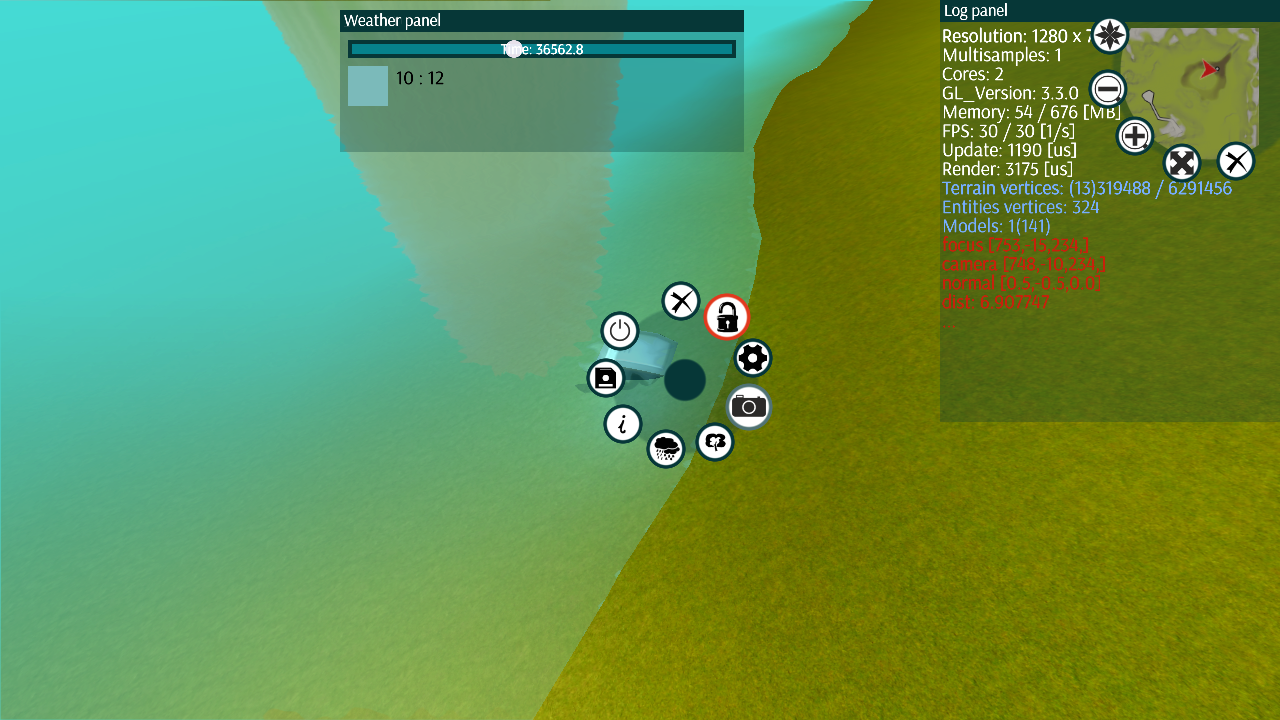 Weather panel
Time: 36562.8
10 : 12
Log panel
Resolution: 1280 x 7
Multisamples: 1
Cores: 2
GL_Version: 3.3.0
Memory: 54 / 676 [MB]
FPS: 30 / 30 [1/s]
Update: 1190 [us]
Render: 3175 [us]
Terrain vertices: (13)319488 / 6291456
Entities vertices: 324
Models: 1(141)
focus [753,-15,234,]
camera [748,-10,234,]
normal [0.5,-0.5,0.0]
dist: 6,907747
...
i